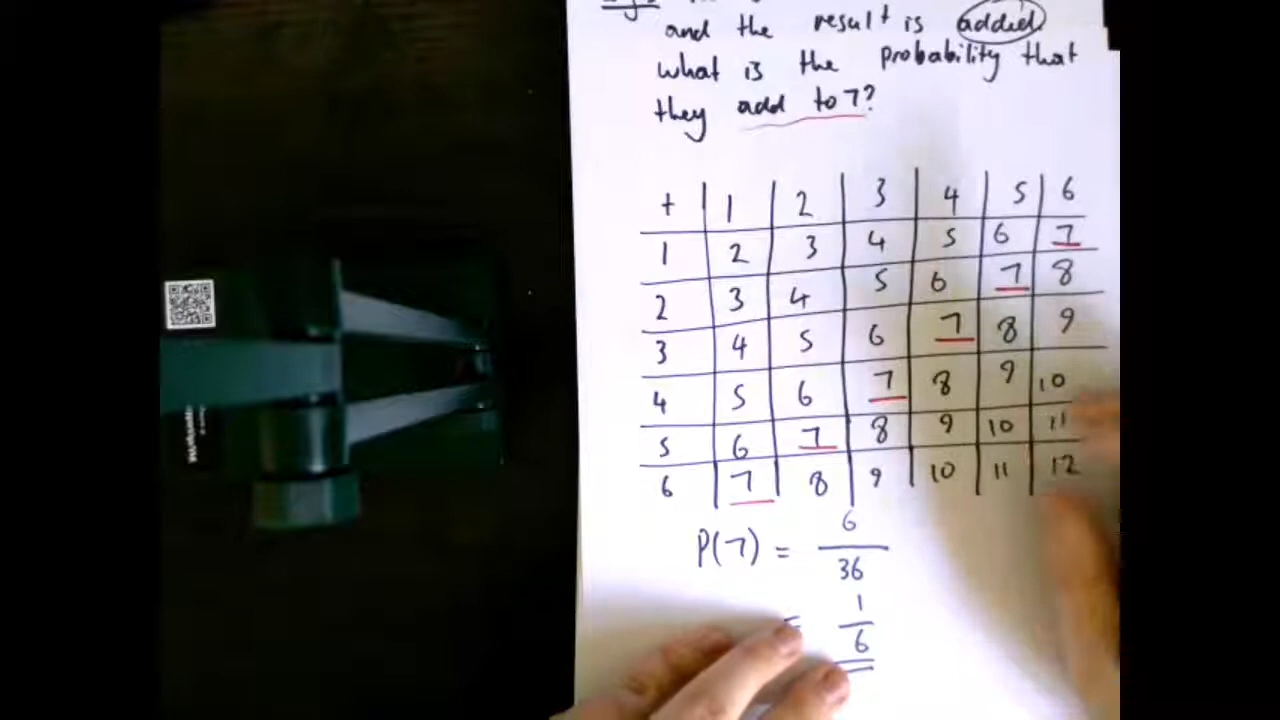 and the result is added.
what is the probability that
they add to 7?
+ 1 2 3 4 5 6
1 2 3 4 5 6 7
2 3 4 5 6 7 8
3 4 5 6 7 8 9
4 5 6 7 8 9 10
5 6 7 8 9 10 11
6 7 8 9 10 11 12
P(7) = 6
36
= 1
6